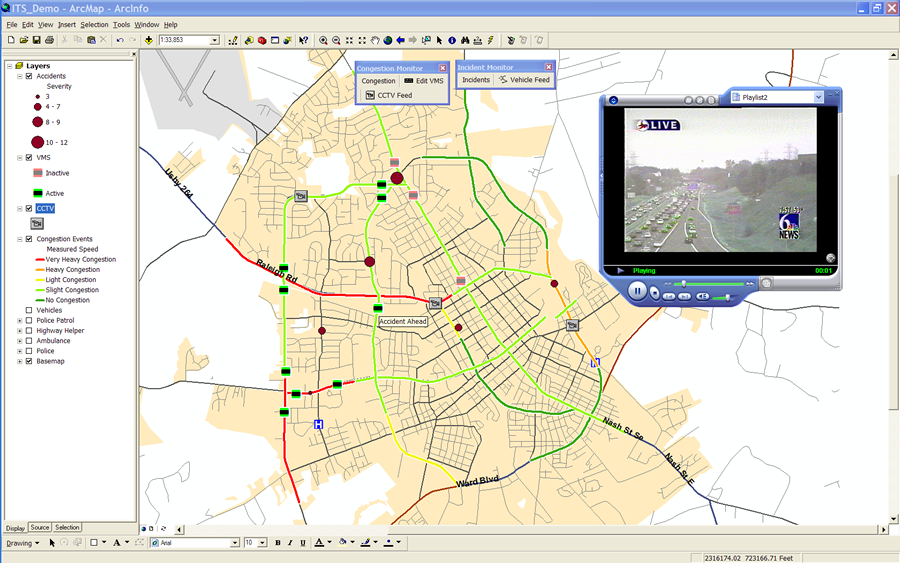 ITS_Demo - ArcMap - ArcInfo
File Edit View Insert Selection Tools Window Help
1:33,853
Layers
Accidents
Severity
3
4 - 7
8 - 9
10 - 12
VMS
Inactive
Active
CCTV
Congestion Events
Measured Speed
Very Heavy Congestion
Heavy Congestion
Light Congestion
Slight Congestion
No Congestion
Vehicles
Police Patrol
Highway Helper
Ambulance
Police
Basemap
Display Source Selection
Congestion Monitor
Congestion Edit VMS
CCTV Feed
Incident Monitor
Incidents Vehicle Feed
Playlist2
LIVE
6
NEWS
Playing 00:01
Raleigh Rd
Accident Ahead
H
H
Nash St Se
Nash St E
Ward Blvd
Drawing
A
Arial
10
B I U A
2316174.02 723166.71 Feet